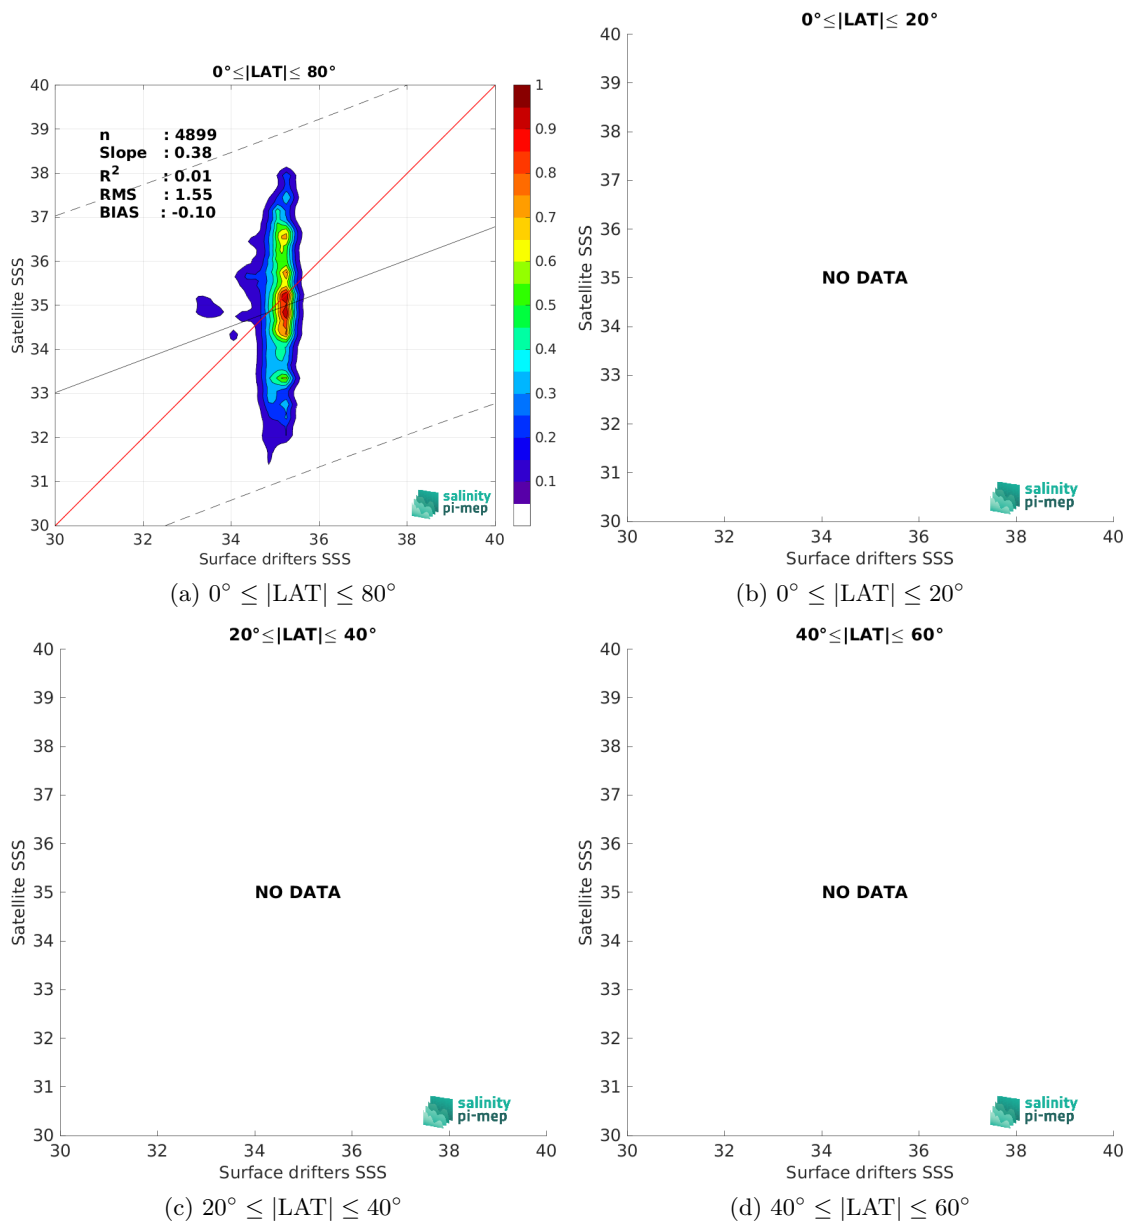 0°≤|LAT|≤ 80°
40
39
38
37
36
35
34
33
32
31
30
Satellite SSS
n : 4899
Slope : 0.38
R² : 0.01
RMS : 1.55
BIAS : -0.10
1
0.9
0.8
0.7
0.6
0.5
0.4
0.3
0.2
0.1
salinity
pi-mep
30 32 34 36 38 40
Surface drifters SSS
(a) 0° ≤ |LAT| ≤ 80°
0°≤|LAT|≤ 20°
40
39
38
37
36
35
34
33
32
31
30
Satellite SSS
NO DATA
salinity
pi-mep
30 32 34 36 38 40
Surface drifters SSS
(b) 0° ≤ |LAT| ≤ 20°
20°≤|LAT|≤ 40°
40
39
38
37
36
35
34
33
32
31
30
Satellite SSS
NO DATA
salinity
pi-mep
30 32 34 36 38 40
Surface drifters SSS
(c) 20° ≤ |LAT| ≤ 40°
40°≤|LAT|≤ 60°
40
39
38
37
36
35
34
33
32
31
30
Satellite SSS
NO DATA
salinity
pi-mep
30 32 34 36 38 40
Surface drifters SSS
(d) 40° ≤ |LAT| ≤ 60°